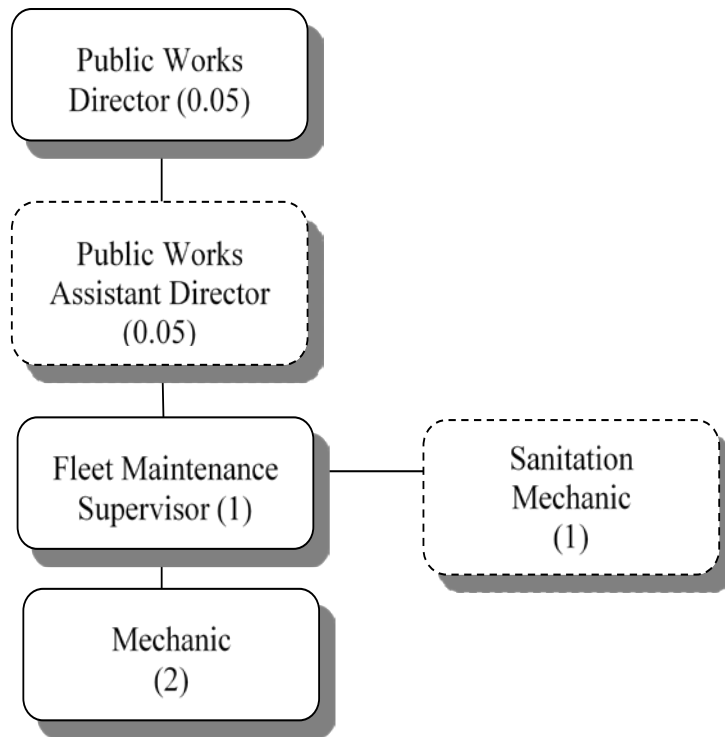 Public Works
Director (0.05)
Public Works
Assistant Director
(0.05)
Fleet Maintenance
Supervisor (1)
Sanitation
Mechanic
(1)
Mechanic
(2)